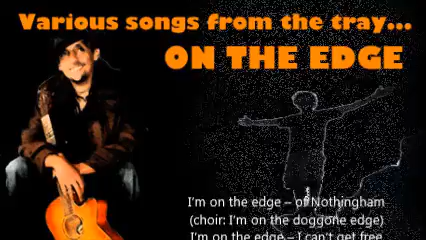 Various songs from the tray...
ON THE EDGE
I'm on the edge – of Nothingham
(choir: I'm on the doggone edge)
I'm on the edge – I can't get free